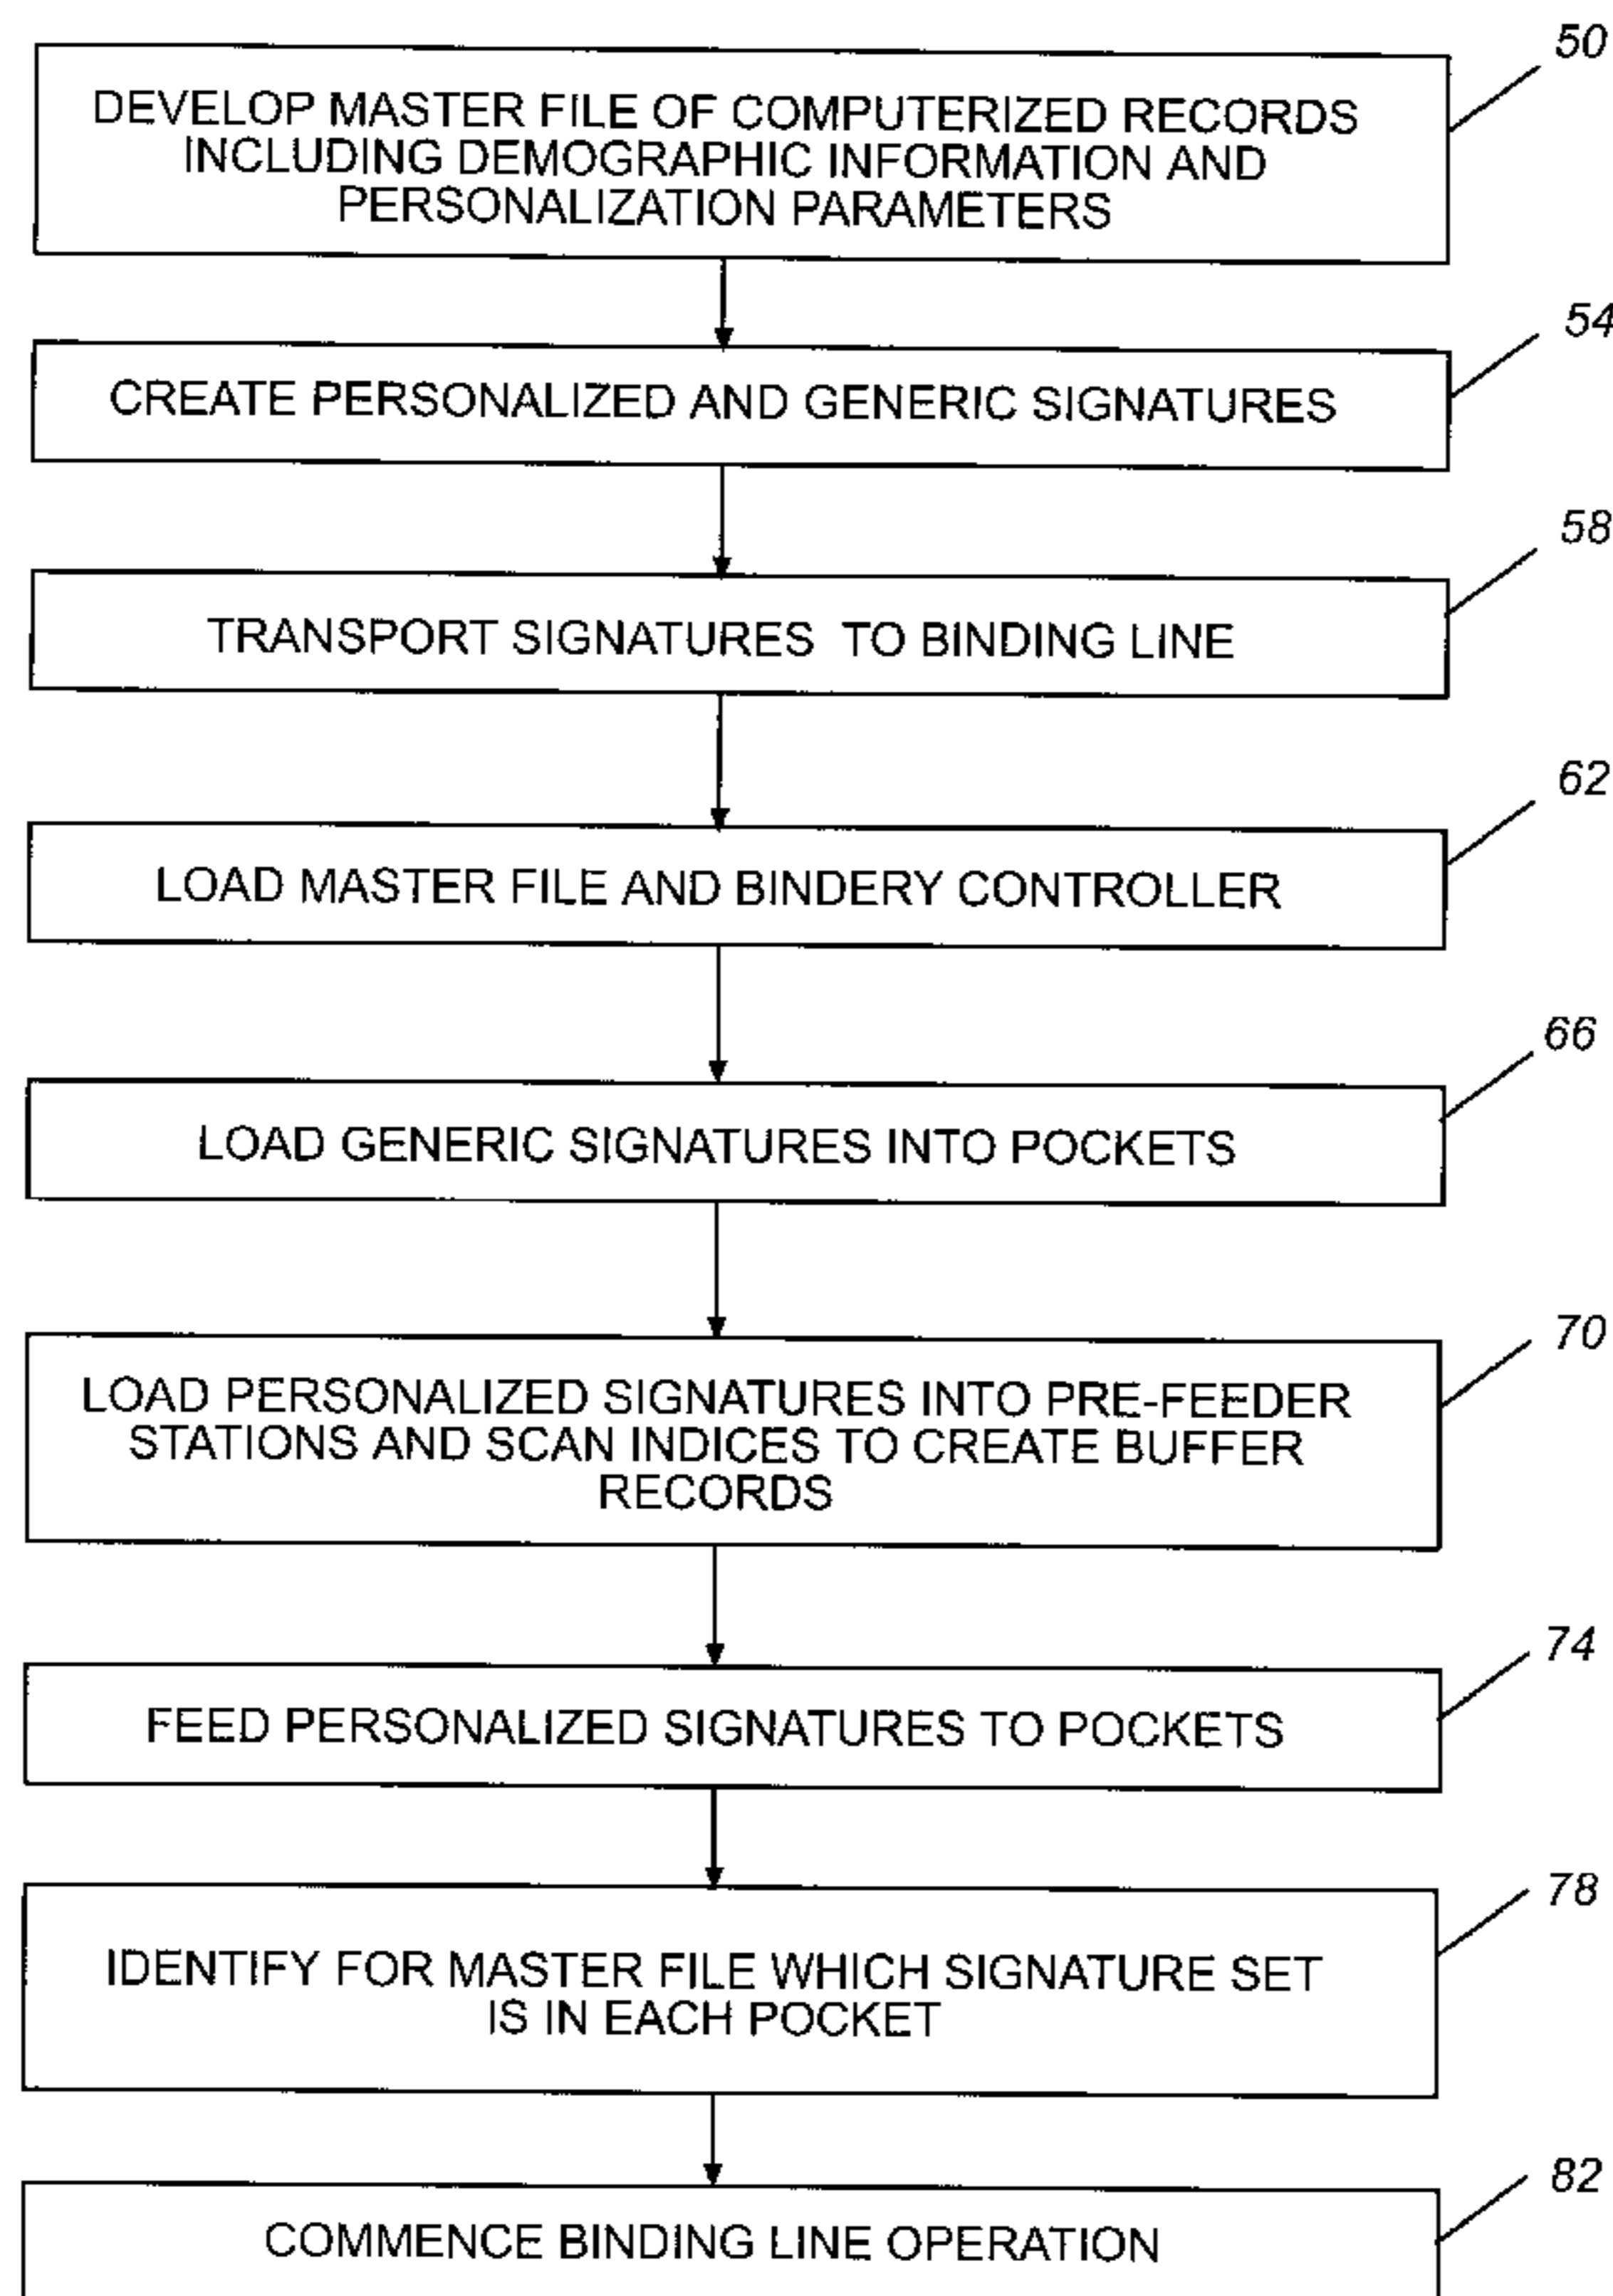 50
DEVELOP MASTER FILE OF COMPUTERIZED RECORDS
INCLUDING DEMOGRAPHIC INFORMATION AND
PERSONALIZATION PARAMETERS
54
CREATE PERSONALIZED AND GENERIC SIGNATURES
58
TRANSPORT SIGNATURES TO BINDING LINE
62
LOAD MASTER FILE AND BINDERY CONTROLLER
66
LOAD GENERIC SIGNATURES INTO POCKETS
70
LOAD PERSONALIZED SIGNATURES INTO PRE-FEEDER
STATIONS AND SCAN INDICES TO CREATE BUFFER
RECORDS
74
FEED PERSONALIZED SIGNATURES TO POCKETS
78
IDENTIFY FOR MASTER FILE WHICH SIGNATURE SET
IS IN EACH POCKET
82
COMMENCE BINDING LINE OPERATION